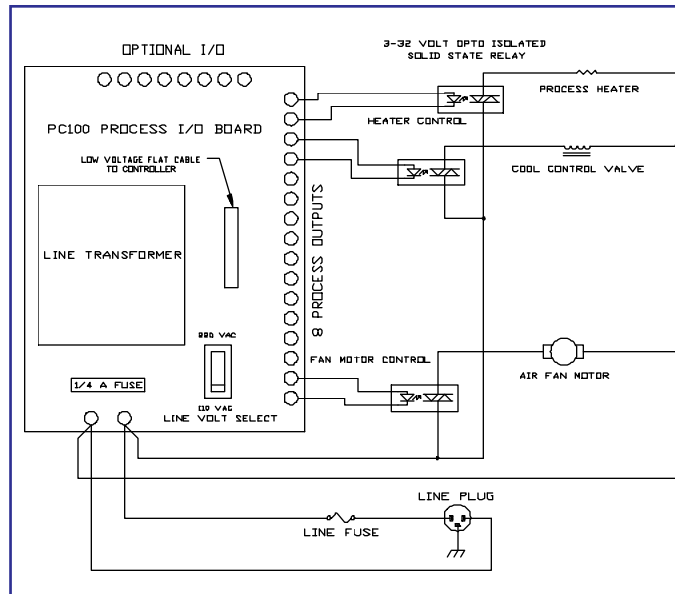 OPTIONAL I/O
3-32 VOLT OPTO ISOLATED
SOLID STATE RELAY
PROCESS HEATER
PC100 PROCESS I/O BOARD
HEATER CONTROL
LOW VOLTAGE FLAT CABLE
TO CONTROLLER
COOL CONTROL VALVE
LINE TRANSFORMER
8 PROCESS OUTPUTS
220 VAC
FAN MOTOR CONTROL
AIR FAN MOTOR
1/4 A FUSE
110 VAC
LINE VOLT SELECT
LINE PLUG
LINE FUSE